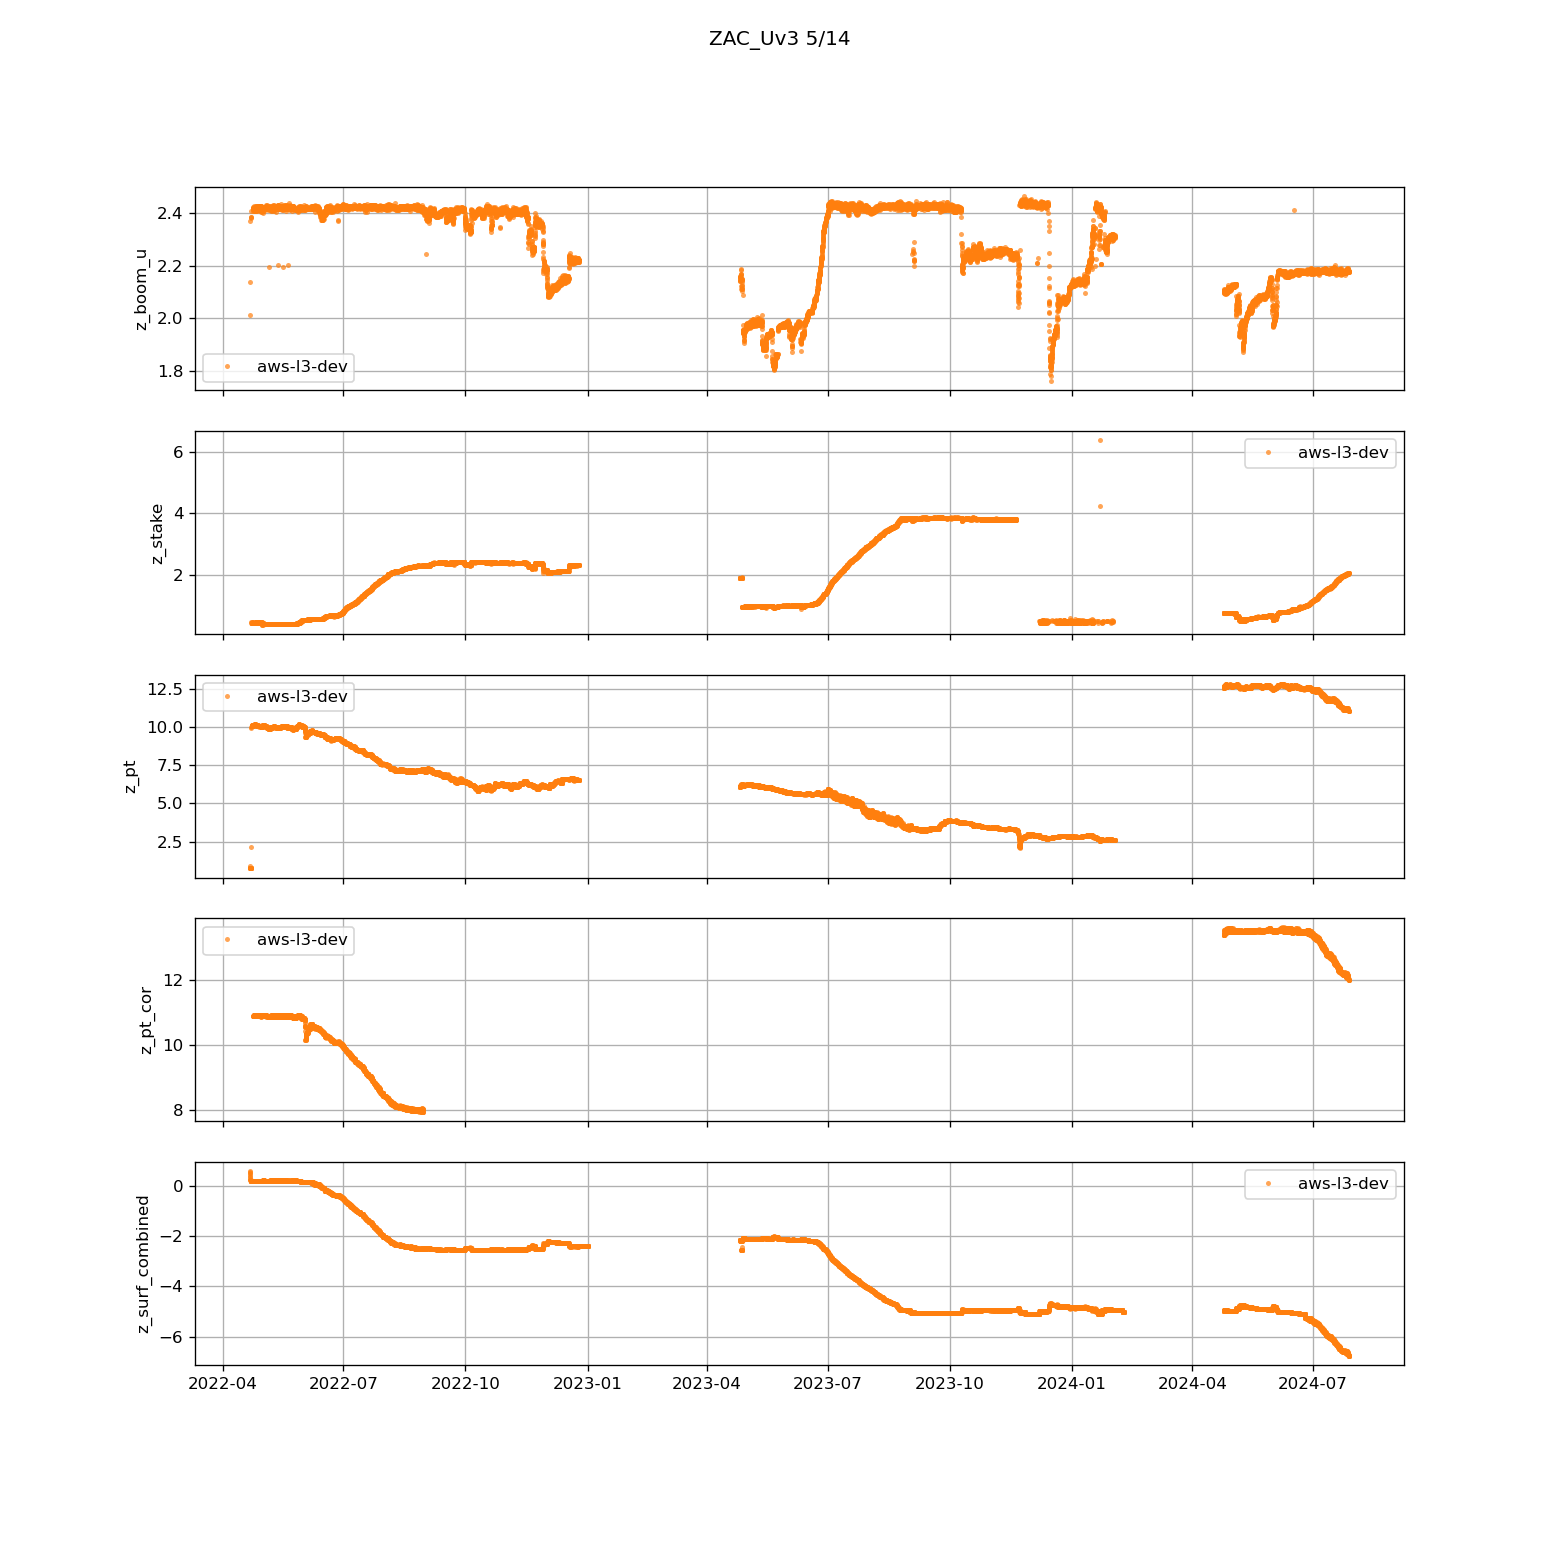 ZAC_Uv3 5/14
2.4
2.2
2.0
1.8
z_boom_u
aws-l3-dev
6
4
2
z_stake
aws-l3-dev
12.5
10.0
7.5
5.0
2.5
z_pt
aws-l3-dev
12
10
8
z_pt_cor
aws-l3-dev
0
−2
−4
−6
z_surf_combined
aws-l3-dev
2022-04 2022-07 2022-10 2023-01 2023-04 2023-07 2023-10 2024-01 2024-04 2024-07